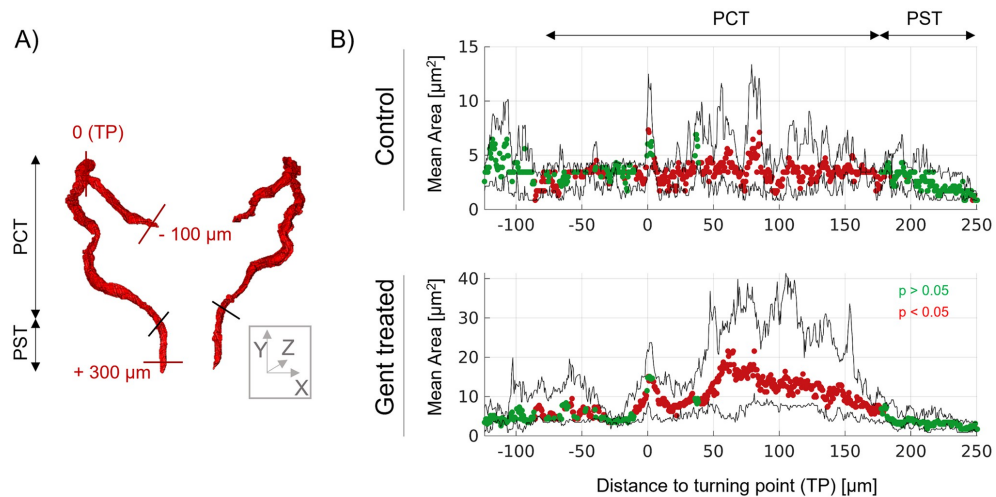 A)
0 (TP)
- 100 µm
PCT
PST
+ 300 µm
Y
Z
X
B)
PCT
PST
Control
Mean Area [µm²]
15
10
5
0
-100
-50
0
50
100
150
200
250
Gent treated
Mean Area [µm²]
40
30
20
10
0
p > 0.05
p < 0.05
-100
-50
0
50
100
150
200
250
Distance to turning point (TP) [µm]